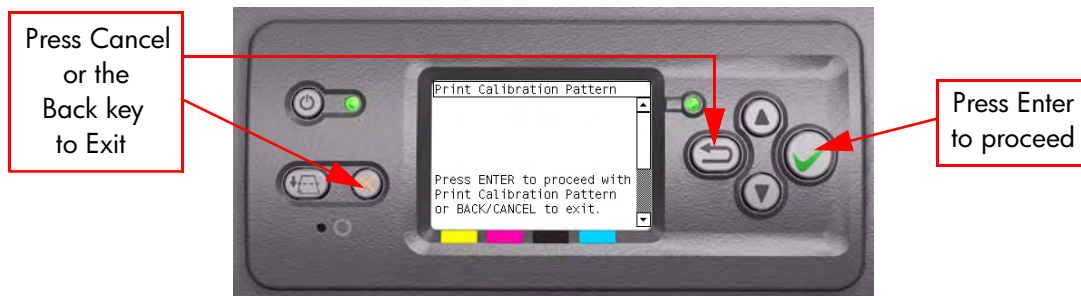 Press Cancel
or the
Back key
to Exit
Print Calibration Pattern
Press ENTER to proceed with
Print Calibration Pattern
or BACK/CANCEL to exit.
Press Enter
to proceed